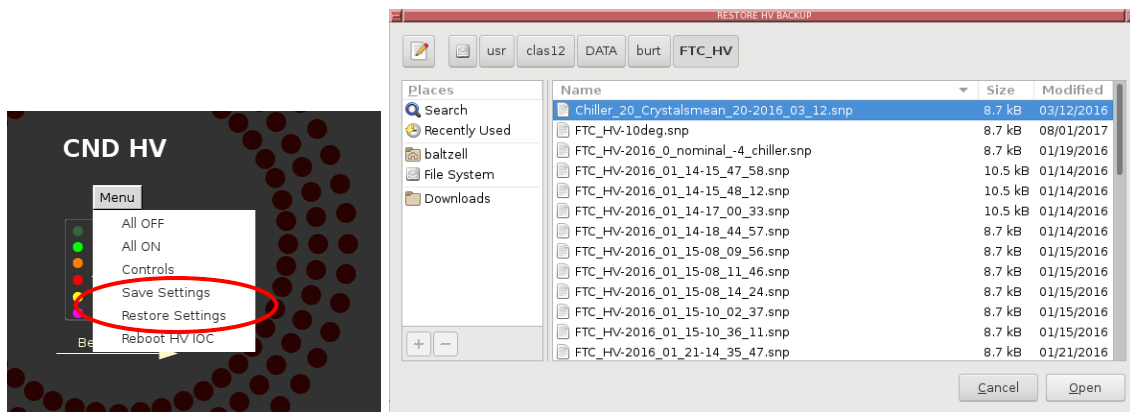 CND HV
Menu
All OFF
All ON
Controls
Save Settings
Restore Settings
Reboot HV IOC
Be
RESTORE HV BACKUP
usr clas12 DATA burt FTC_HV
Places
Search
Recently Used
baltzell
File System
Downloads
Name Size Modified
Chiller_20_Crystalsmean_20-2016_03_12.snp 8.7 kB 03/12/2016
FTC_HV-10deg.snp 8.7 kB 08/01/2017
FTC_HV-2016_0_nominal_-4_chiller.snp 8.7 kB 01/19/2016
FTC_HV-2016_01_14-15_47_58.snp 10.5 kB 01/14/2016
FTC_HV-2016_01_14-15_48_12.snp 10.5 kB 01/14/2016
FTC_HV-2016_01_14-17_00_33.snp 10.5 kB 01/14/2016
FTC_HV-2016_01_14-18_44_57.snp 8.7 kB 01/14/2016
FTC_HV-2016_01_15-08_09_56.snp 8.7 kB 01/15/2016
FTC_HV-2016_01_15-08_11_46.snp 8.7 kB 01/15/2016
FTC_HV-2016_01_15-08_14_24.snp 8.7 kB 01/15/2016
FTC_HV-2016_01_15-10_02_37.snp 8.7 kB 01/15/2016
FTC_HV-2016_01_15-10_36_11.snp 8.7 kB 01/15/2016
FTC_HV-2016_01_21-14_35_47.snp 8.7 kB 01/21/2016
Cancel Open